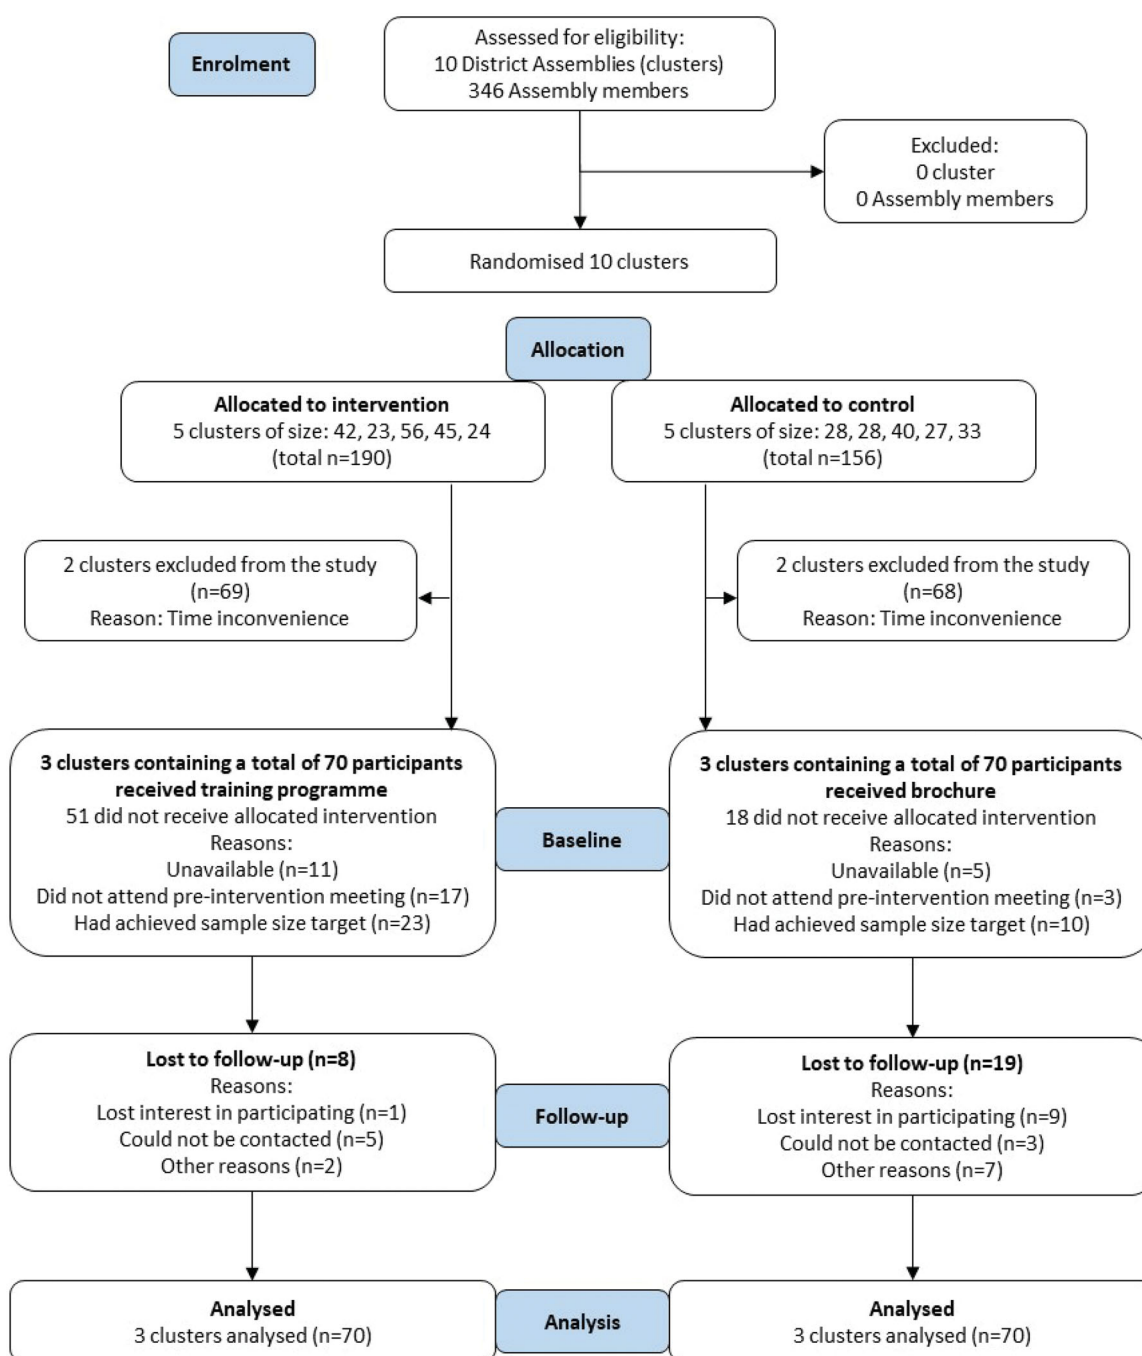 Enrolment
Assessed for eligibility:
10 District Assemblies (clusters)
346 Assembly members
Excluded:
0 cluster
0 Assembly members
Randomised 10 clusters
Allocation
Allocated to intervention
5 clusters of size: 42, 23, 56, 45, 24
(total n=190)
Allocated to control
5 clusters of size: 28, 28, 40, 27, 33
(total n=156)
2 clusters excluded from the study
(n=69)
Reason: Time inconvenience
2 clusters excluded from the study
(n=68)
Reason: Time inconvenience
3 clusters containing a total of 70 participants
received training programme
51 did not receive allocated intervention
Reasons:
Unavailable (n=11)
Did not attend pre-intervention meeting (n=17)
Had achieved sample size target (n=23)
Baseline
3 clusters containing a total of 70 participants
received brochure
18 did not receive allocated intervention
Reasons:
Unavailable (n=5)
Did not attend pre-intervention meeting (n=3)
Had achieved sample size target (n=10)
Lost to follow-up (n=8)
Reasons:
Lost interest in participating (n=1)
Could not be contacted (n=5)
Other reasons (n=2)
Follow-up
Lost to follow-up (n=19)
Reasons:
Lost interest in participating (n=9)
Could not be contacted (n=3)
Other reasons (n=7)
Analysed
3 clusters analysed (n=70)
Analysis
Analysed
3 clusters analysed (n=70)